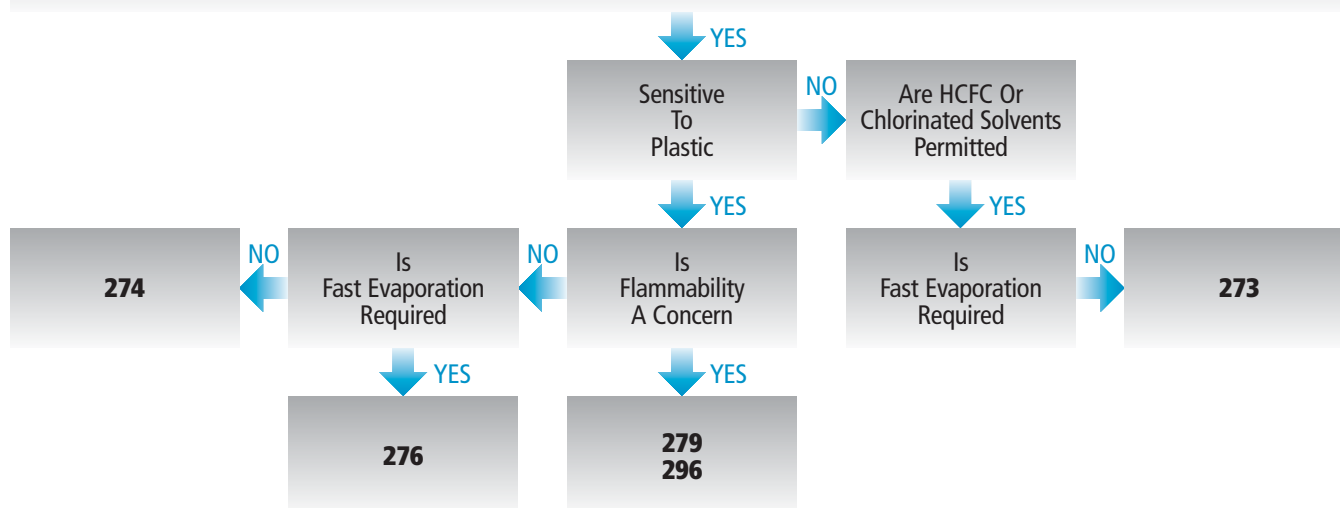 YES
Sensitive
To
Plastic
NO
Are HCFC Or
Chlorinated Solvents
Permitted
YES
YES
274
NO
Is
Fast Evaporation
Required
NO
Is
Flammability
A Concern
Is
Fast Evaporation
Required
NO
273
YES
YES
276
279
296